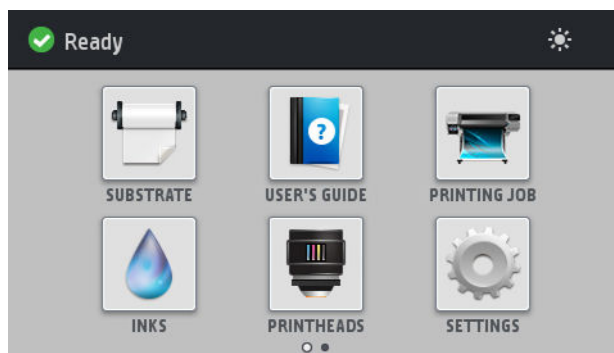 Ready
SUBSTRATE
USER'S GUIDE
?
PRINTING JOB
INKS
PRINTHEADS
SETTINGS